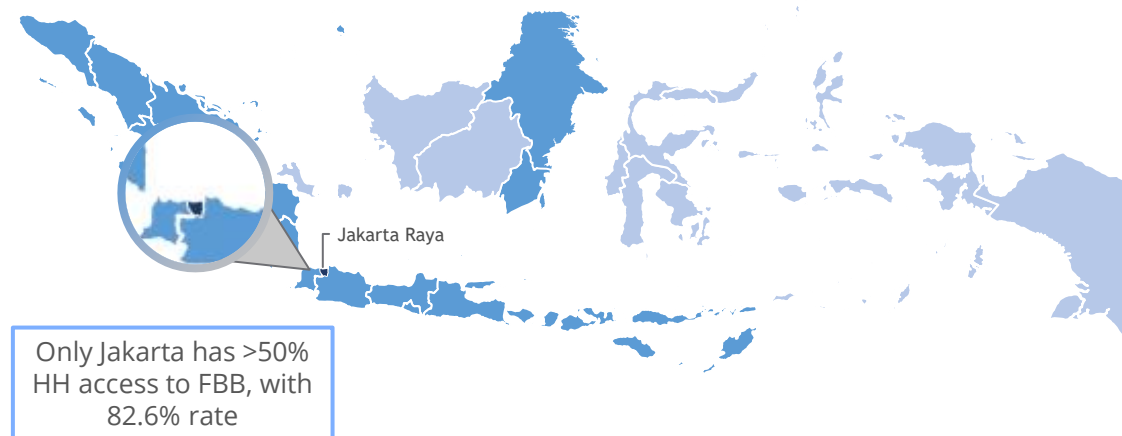 Jakarta Raya
Only Jakarta has >50%
HH access to FBB, with
82.6% rate